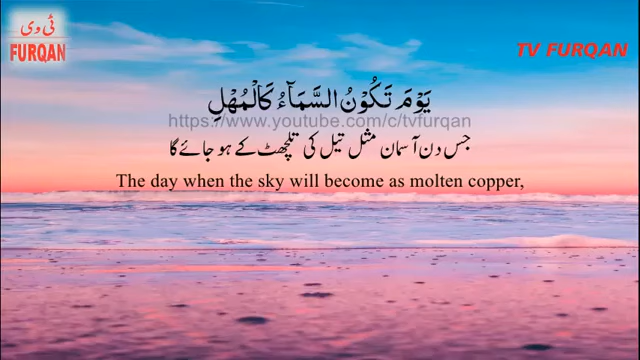 ٹی وی
FURQAN
TV FURQAN
يَوْمَ تَكُوْنُ السَّمَآءُ كَالْمُهْلِ
https://www.youtube.com/c/tvfurqan
جس دن آسمان مثل تیل کی تلچھٹ کے ہو جائے گا
The day when the sky will become as molten copper,